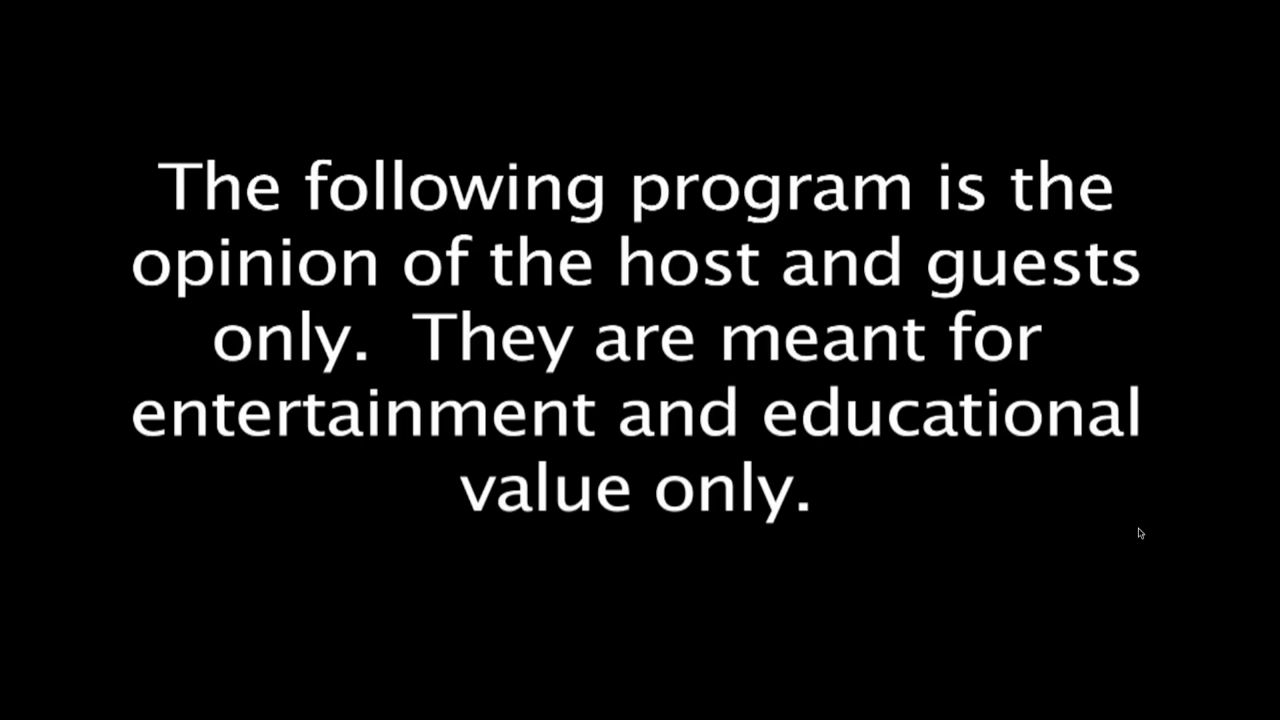 The following program is the
opinion of the host and guests
only.  They are meant for
entertainment and educational
value only.